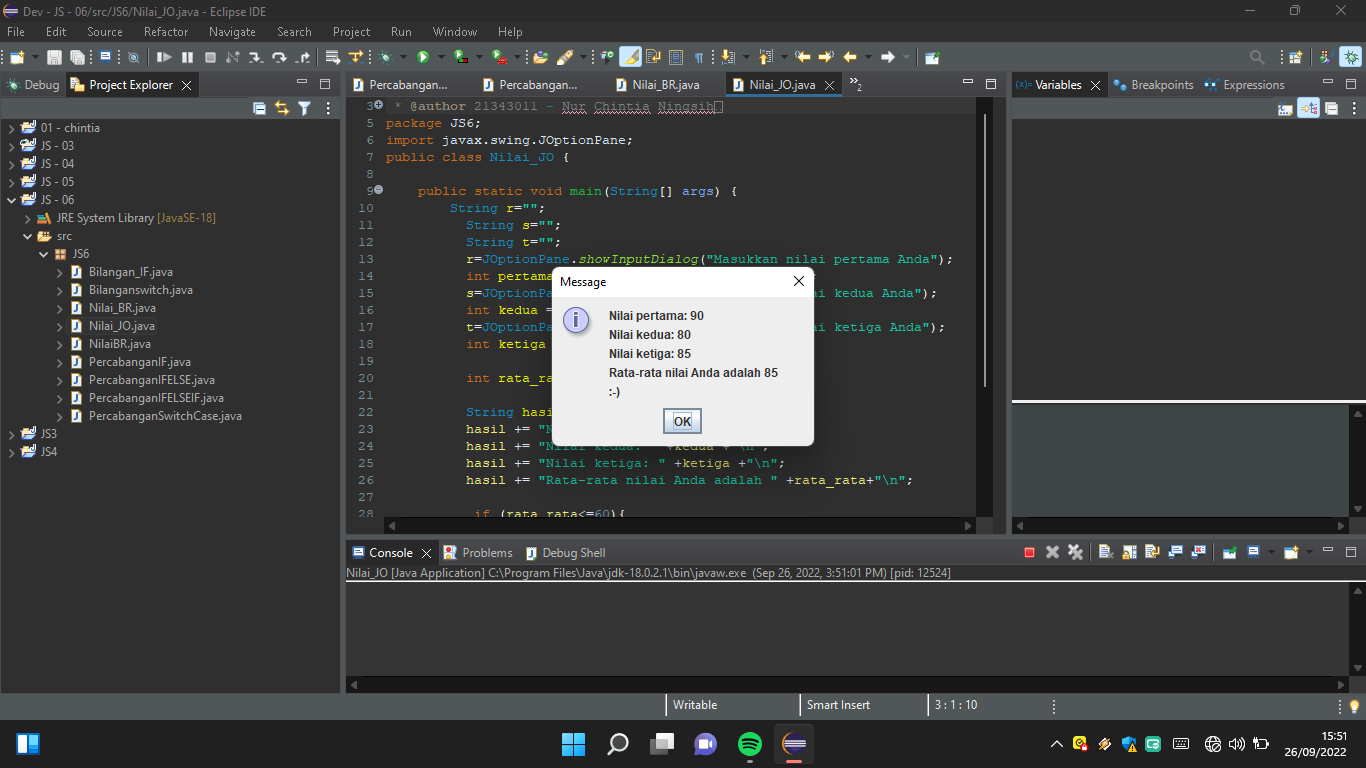 Dev - JS - 06/src/JS6/Nilai_JO.java - Eclipse IDE
File Edit Source Refactor Navigate Search Project Run Window Help
Debug Project Explorer
01 - chintia
JS - 03
JS - 04
JS - 05
JS - 06
JRE System Library [JavaSE-18]
src
JS6
Bilangan_IF.java
Bilanganswitch.java
Nilai_BR.java
Nilai_JO.java
NilaiBR.java
PercabanganIF.java
PercabanganIFELSE.java
PercabanganIFELSEIF.java
PercabanganSwitchCase.java
JS3
JS4
Percabangan... Percabangan... Nilai_BR.java Nilai_JO.java »2
3 * @author 21343011 - Nur Chintia Ningsih
5 package JS6;
6 import javax.swing.JOptionPane;
7 public class Nilai_JO {
8
9 public static void main(String[] args) {
10 String r="";
11 String s="";
12 String t="";
13 r=JOptionPane.showInputDialog("Masukkan nilai pertama Anda");
14 int pertama
15 s=JOptionPa ai kedua Anda");
16 int kedua =
17 t=JOptionPa ai ketiga Anda");
18 int ketiga
19
20 int rata_ra
21
22 String hasi
23 hasil += "N
24 hasil += "Nilai kedua: " +kedua +"\n";
25 hasil += "Nilai ketiga: " +ketiga +"\n";
26 hasil += "Rata-rata nilai Anda adalah " +rata_rata+"\n";
27
28 if (rata_rata<=60){
Message
Nilai pertama: 90
Nilai kedua: 80
Nilai ketiga: 85
Rata-rata nilai Anda adalah 85
:-)
OK
(x)= Variables Breakpoints Expressions
Console Problems Debug Shell
Nilai_JO [Java Application] C:\Program Files\Java\jdk-18.0.2.1\bin\javaw.exe (Sep 26, 2022, 3:51:01 PM) [pid: 12524]
Writable Smart Insert 3 : 1 : 10
15:51
26/09/2022